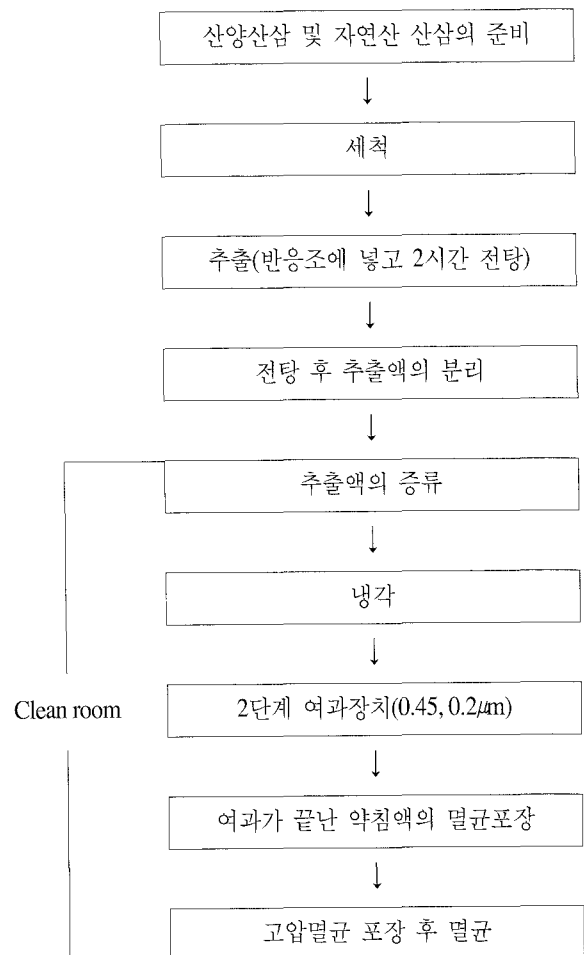 산양산삼 및 자연산 산삼의 준비
↓
세척
↓
추출(반응조에 넣고 2시간 전탕)
↓
전탕 후 추출액의 분리
↓
추출액의 증류
↓
냉각
↓
Clean room
2단계 여과장치(0.45, 0.2㎛)
↓
여과가 끝난 약침액의 멸균포장
↓
고압멸균 포장 후 멸균